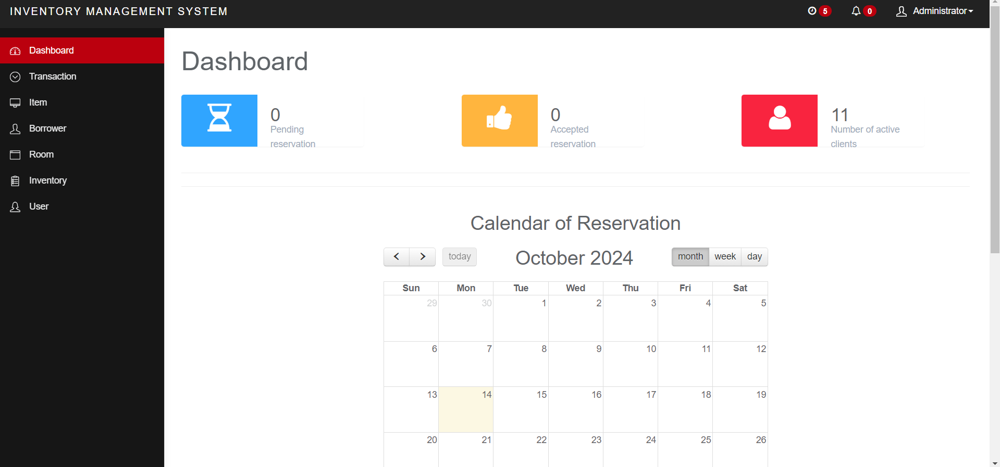 INVENTORY MANAGEMENT SYSTEM
5
0
Administrator
Dashboard
Transaction
Item
Borrower
Room
Inventory
User
Dashboard
0
Pending
reservation
0
Accepted
reservation
11
Number of active
clients
Calendar of Reservation
today
October 2024
month week day
Sun Mon Tue Wed Thu Fri Sat
29 30 1 2 3 4 5
6 7 8 9 10 11 12
13 14 15 16 17 18 19
20 21 22 23 24 25 26